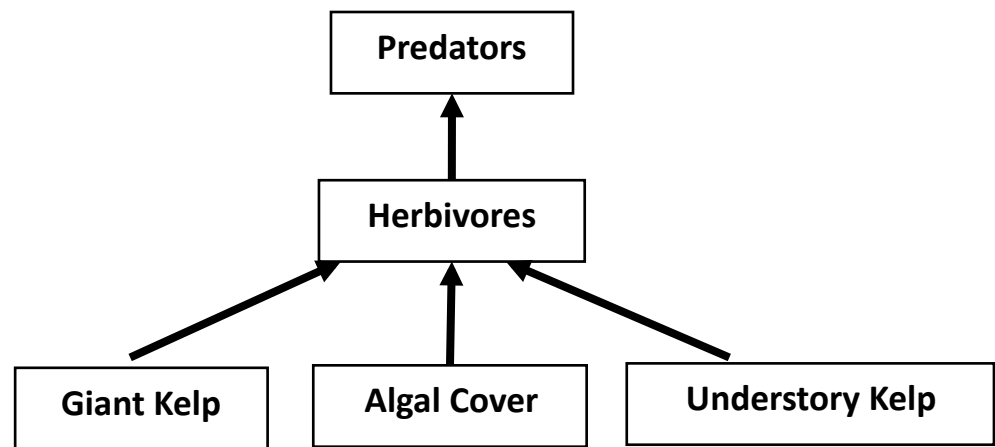 Predators
Herbivores
Giant Kelp
Algal Cover
Understory Kelp